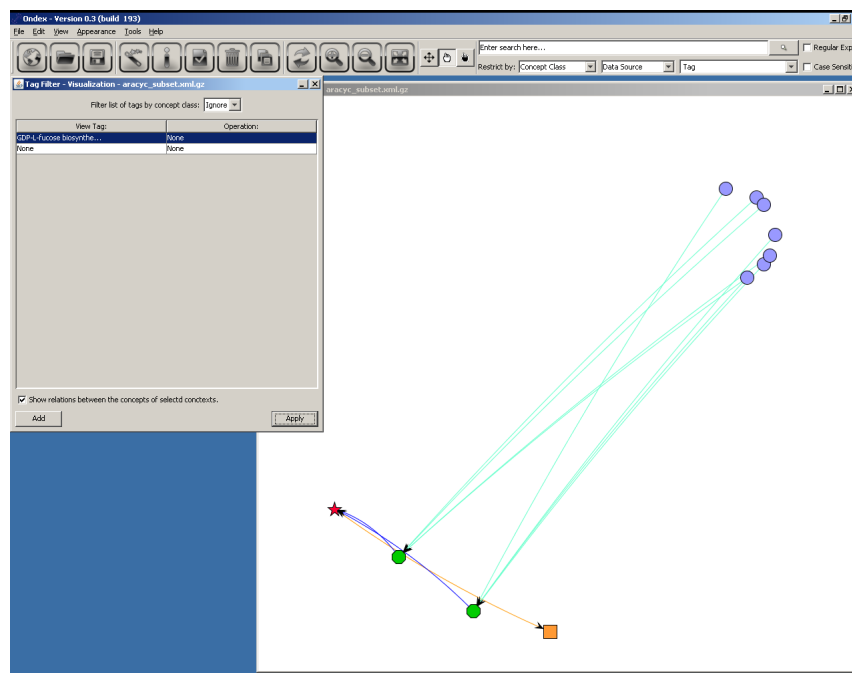 Ondex - Version 0.3 (build 193)
File Edit View Appearance Tools Help
Enter search here...
Regular Exp
Restrict by: Concept Class Data Source Tag Case Sensiti
Tag Filter - Visualization - aracyc_subset.xml.gz
aracyc_subset.xml.gz
Filter list of tags by concept class: Ignore
View Tag: Operation:
GDP-L-fucose biosynthe... None
None None
Show relations between the concepts of selectd conctexts.
Add Apply